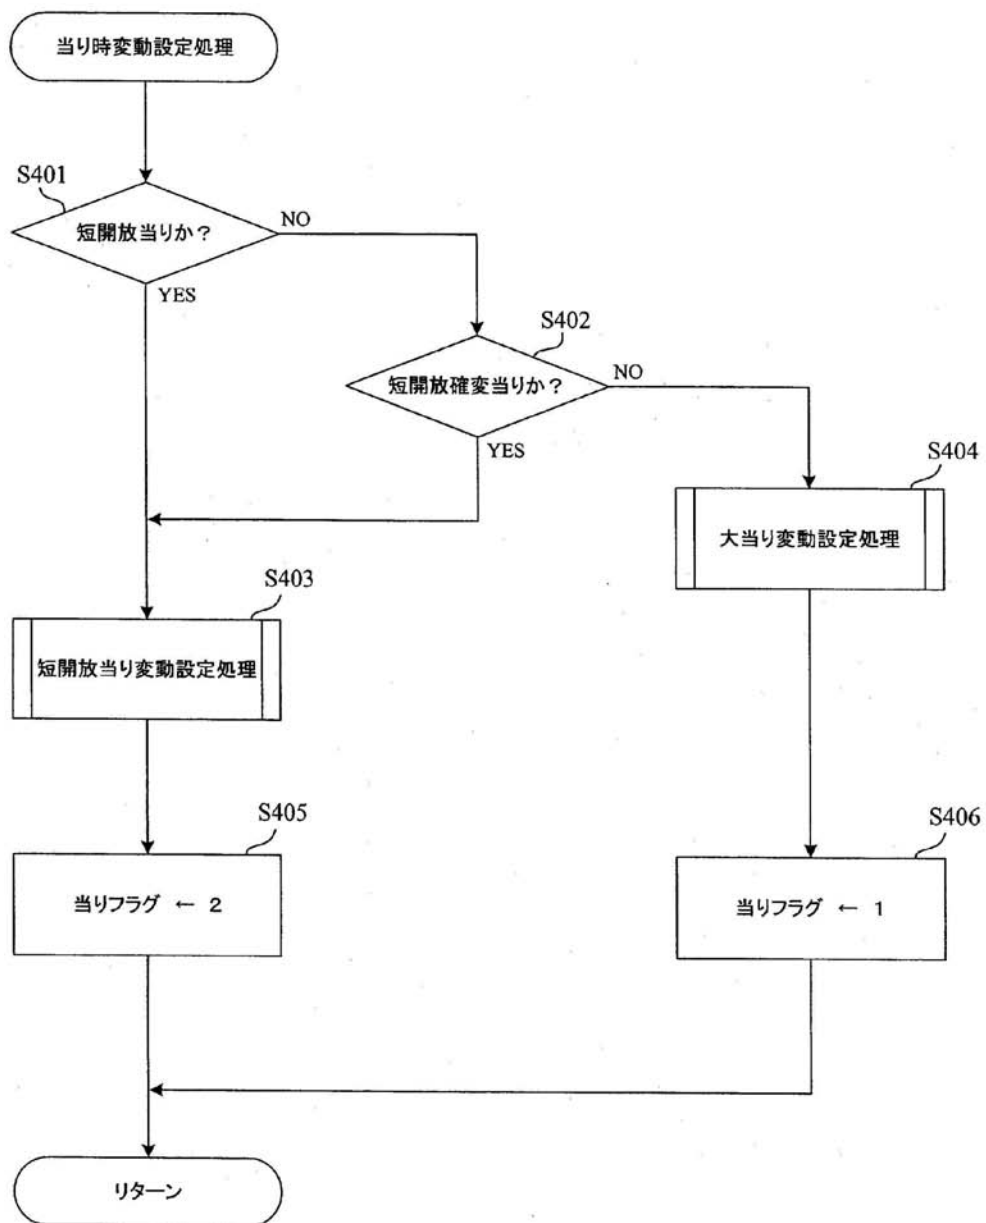 当り時変動設定処理
S401
短開放当りか?
NO
YES
S402
短開放確変当りか?
NO
YES
S404
大当り変動設定処理
S403
短開放当り変動設定処理
S405
当りフラグ ← 2
S406
当りフラグ ← 1
リターン